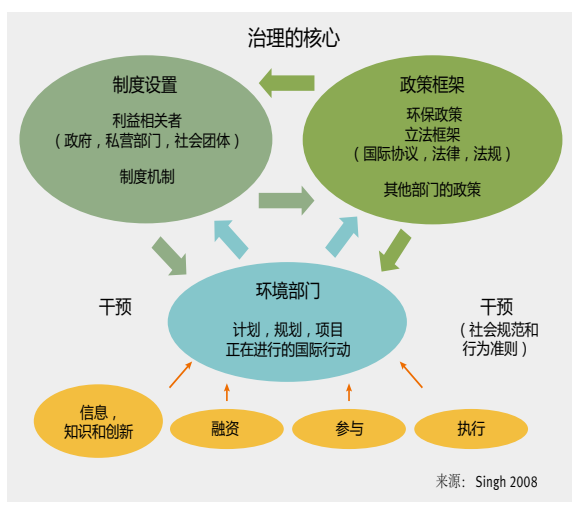 治理的核心
制度设置
利益相关者
（政府，私营部门，社会团体）
制度机制
政策框架
环保政策
立法框架
（国际协议，法律，法规）
其他部门的政策
干预
环境部门
计划，规划，项目
正在进行的国际行动
干预
（社会规范和
行为准则）
信息，
知识和创新
融资
参与
执行
来源： Singh 2008